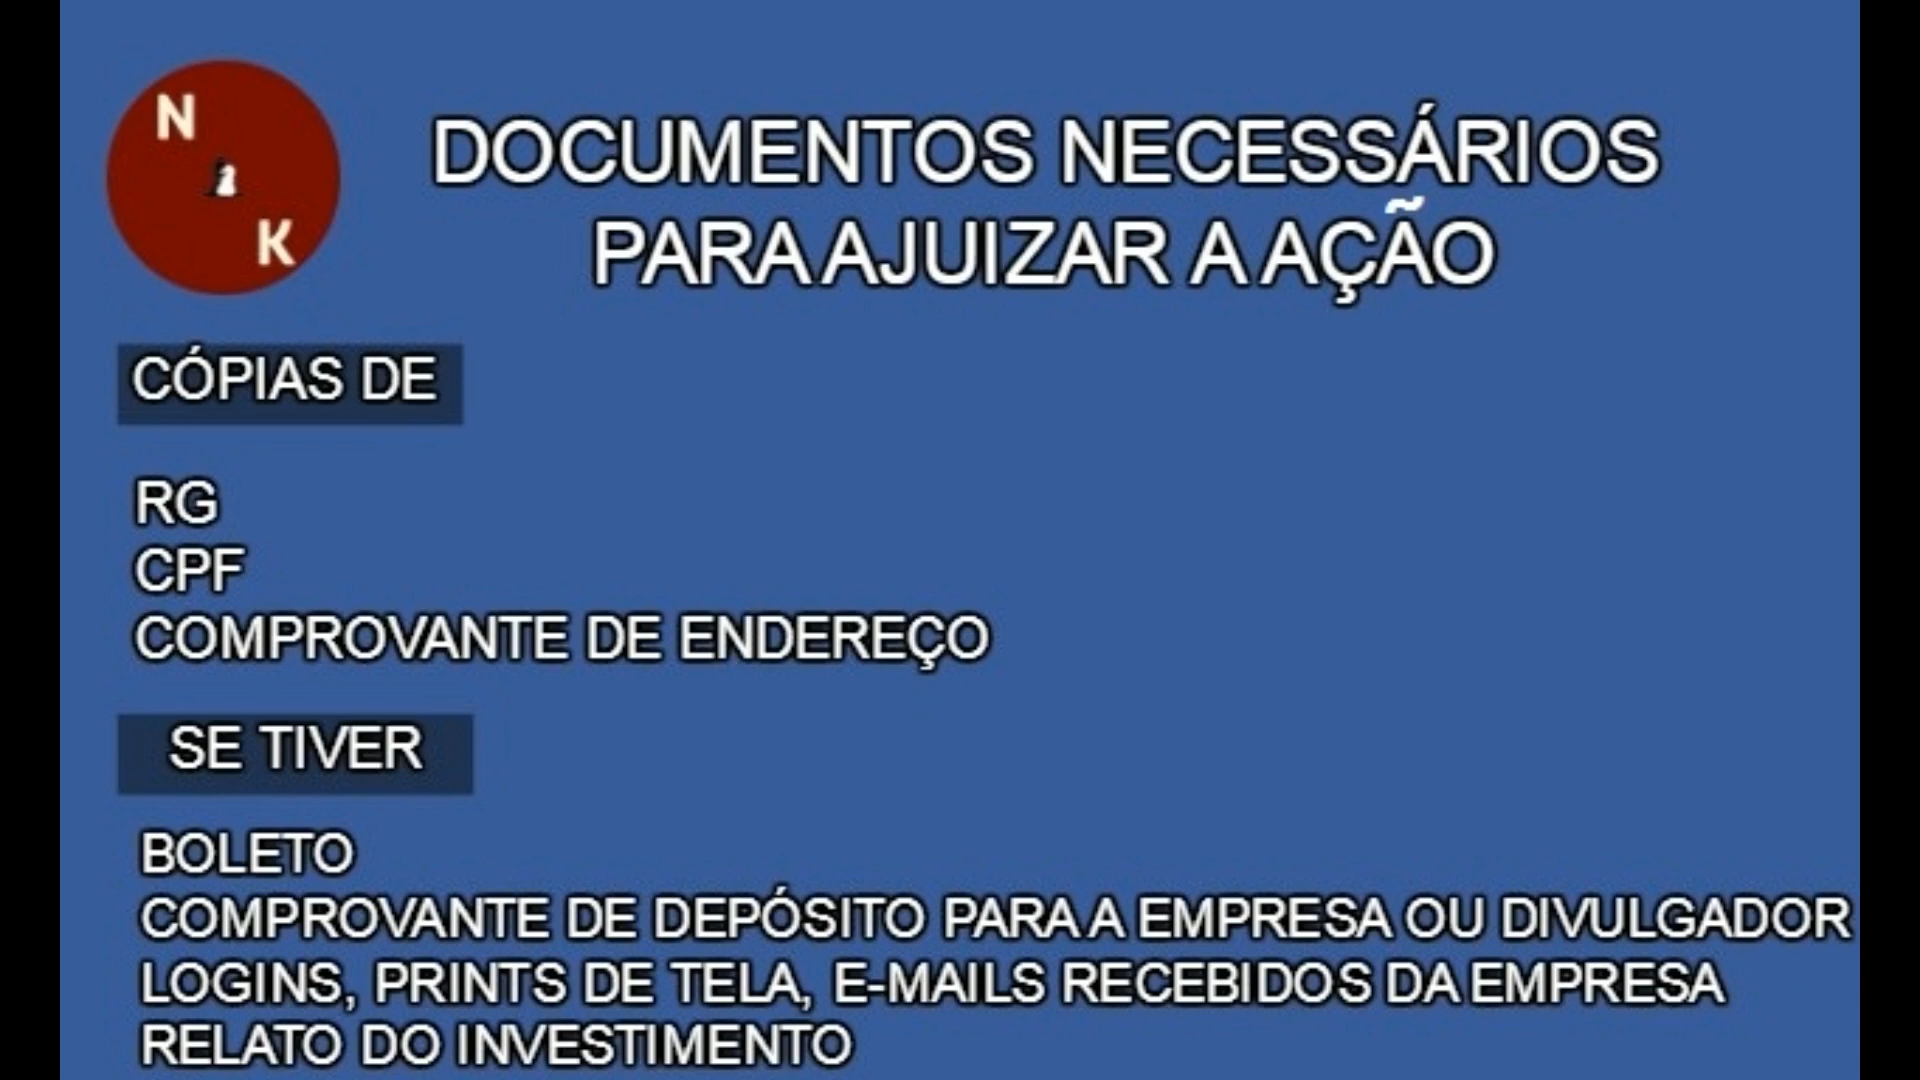 N
K
DOCUMENTOS NECESSÁRIOS
PARA AJUIZAR A AÇÃO
CÓPIAS DE
RG
CPF
COMPROVANTE DE ENDEREÇO
SE TIVER
BOLETO
COMPROVANTE DE DEPÓSITO PARA A EMPRESA OU DIVULGADOR
LOGINS, PRINTS DE TELA, E-MAILS RECEBIDOS DA EMPRESA
RELATO DO INVESTIMENTO